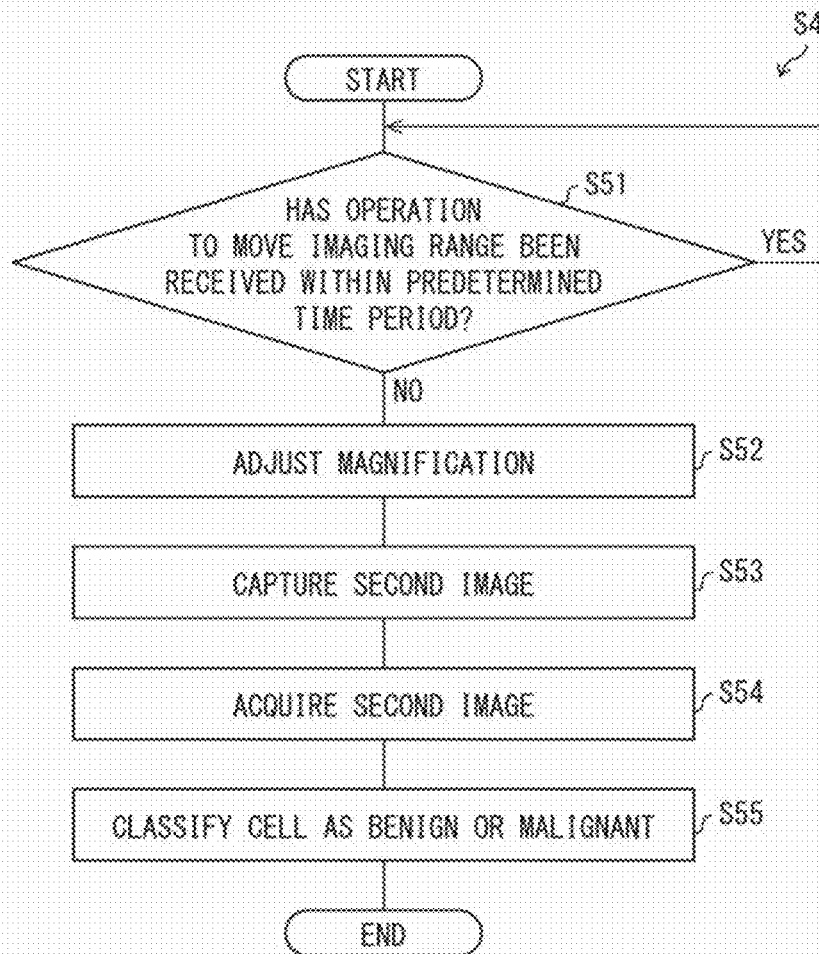 S4
START
S51
HAS OPERATION
TO MOVE IMAGING RANGE BEEN
RECEIVED WITHIN PREDETERMINED
TIME PERIOD?
YES
NO
ADJUST MAGNIFICATION
S52
CAPTURE SECOND IMAGE
S53
ACQUIRE SECOND IMAGE
S54
CLASSIFY CELL AS BENIGN OR MALIGNANT
S55
END